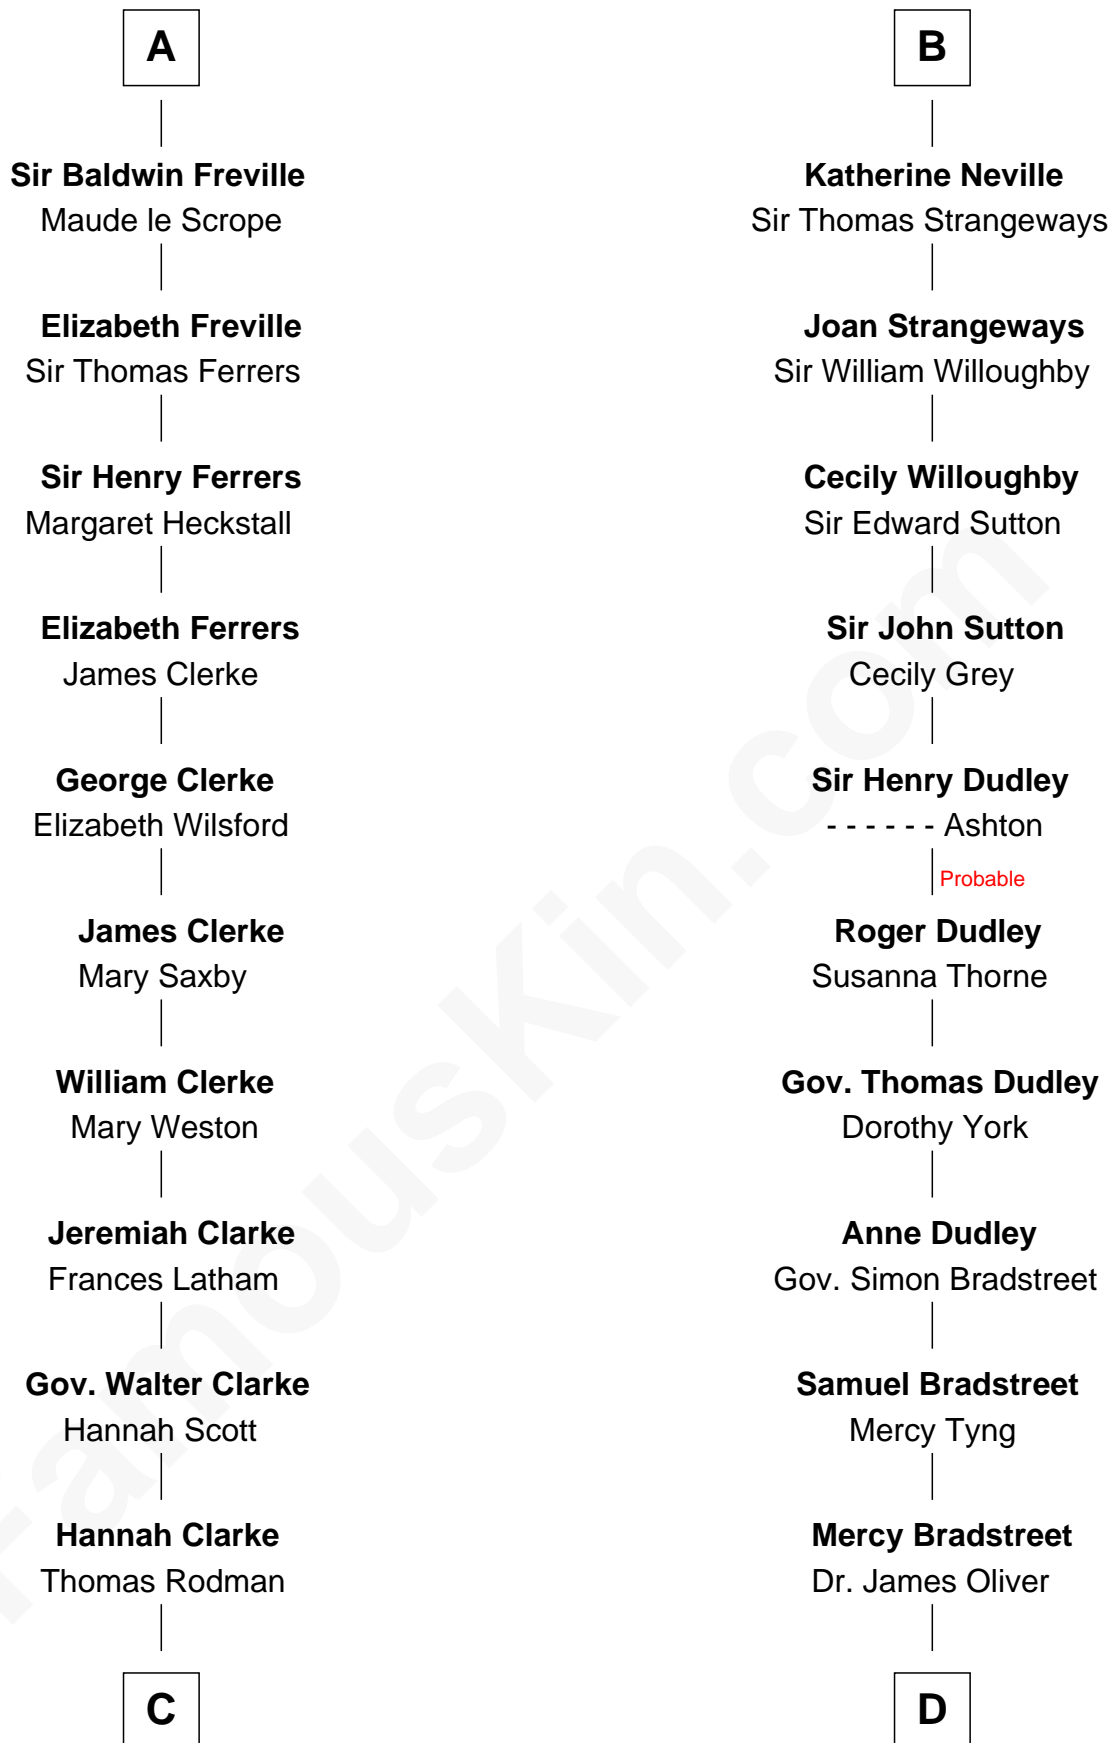 A
Sir Baldwin Freville
Maude le Scrope
Elizabeth Freville
Sir Thomas Ferrers
Sir Henry Ferrers
Margaret Heckstall
Elizabeth Ferrers
James Clerke
George Clerke
Elizabeth Wilsford
James Clerke
Mary Saxby
William Clerke
Mary Weston
Jeremiah Clarke
Frances Latham
Gov. Walter Clarke
Hannah Scott
Hannah Clarke
Thomas Rodman
C
B
Katherine Neville
Sir Thomas Strangeways
Joan Strangeways
Sir William Willoughby
Cecily Willoughby
Sir Edward Sutton
Sir John Sutton
Cecily Grey
Sir Henry Dudley
- - - - - - Ashton
Probable
Roger Dudley
Susanna Thorne
Gov. Thomas Dudley
Dorothy York
Anne Dudley
Gov. Simon Bradstreet
Samuel Bradstreet
Mercy Tyng
Mercy Bradstreet
Dr. James Oliver
D
FamousKin.com